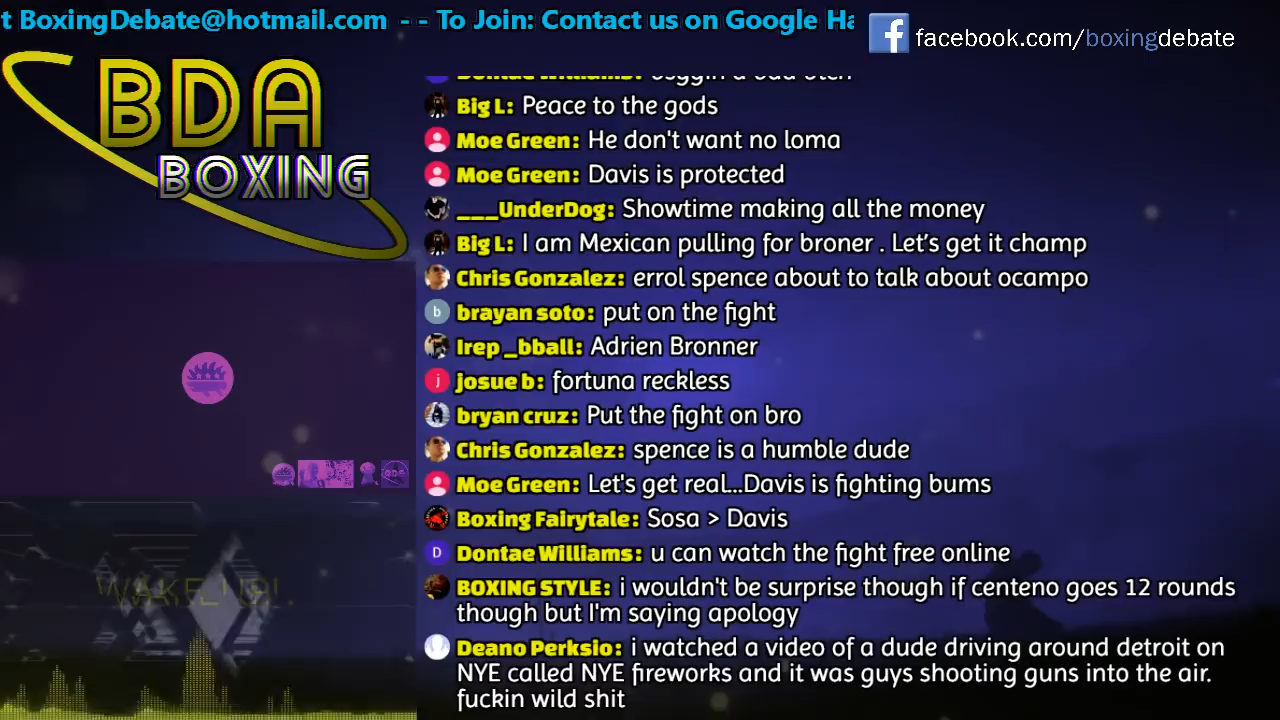 t BoxingDebate@hotmail.com - - To Join: Contact us on Google Ha
facebook.com/boxingdebate
BDA
BOXING
Dontae Williams:
Big L: Peace to the gods
Moe Green: He don't want no loma
Moe Green: Davis is protected
___UnderDog: Showtime making all the money
Big L: I am Mexican pulling for broner . Let's get it champ
Chris Gonzalez: errol spence about to talk about ocampo
b brayan soto: put on the fight
Irep _bball: Adrien Bronner
j josue b: fortuna reckless
bryan cruz: Put the fight on bro
Chris Gonzalez: spence is a humble dude
Moe Green: Let's get real...Davis is fighting bums
Boxing Fairytale: Sosa > Davis
D Dontae Williams: u can watch the fight free online
BOXING STYLE: i wouldn't be surprise though if centeno goes 12 rounds
though but I'm saying apology
Deano Perksio: i watched a video of a dude driving around detroit on
NYE called NYE fireworks and it was guys shooting guns into the air.
fuckin wild shit
WAKE UP!.